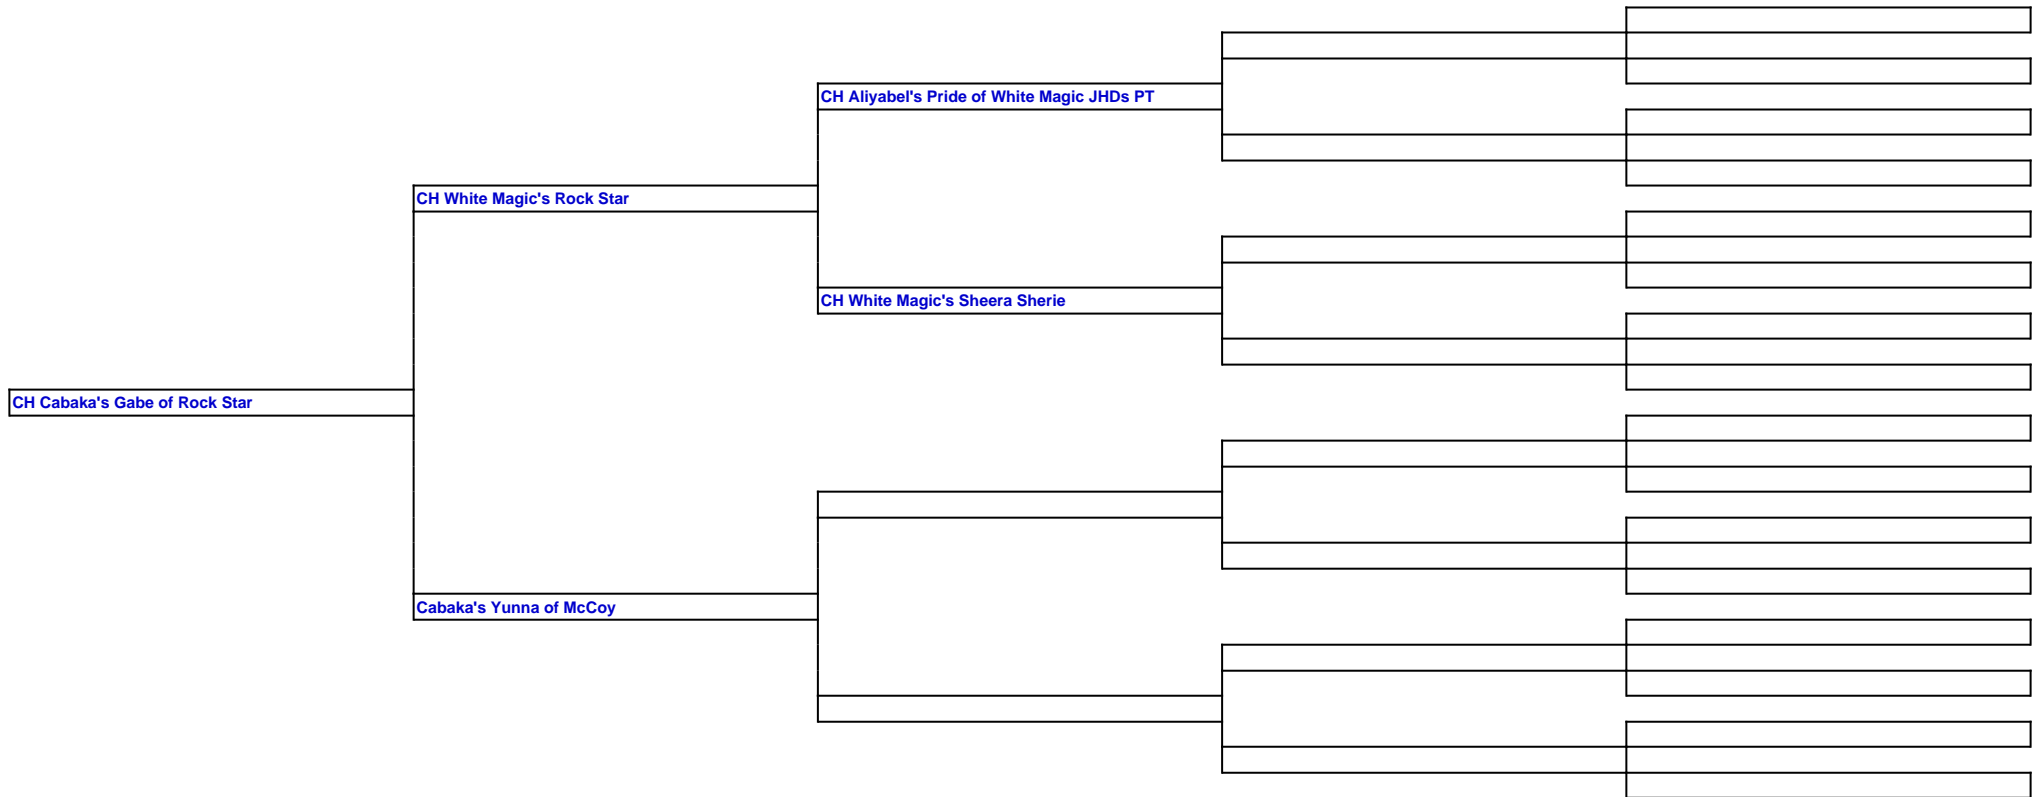 CH Aliyabel's Pride of White Magic JHDs PT
CH White Magic's Rock Star
CH White Magic's Sheera Sherie
CH Cabaka's Gabe of Rock Star
Cabaka's Yunna of McCoy